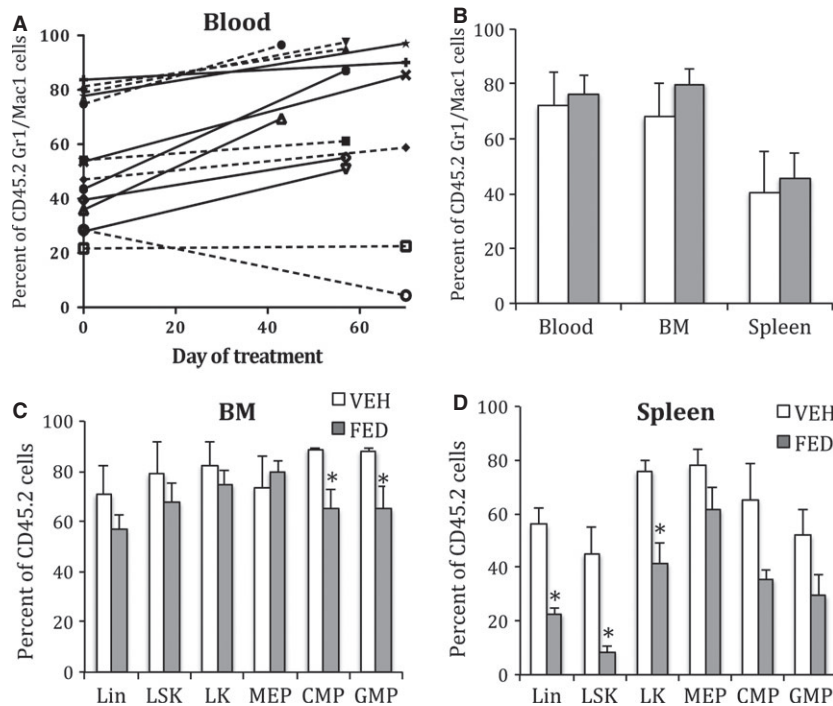 A
Blood
Percent of CD45.2 Gr1/Mac1 cells
100
80
60
40
20
0
0
20
40
60
Day of treatment
B
Percent of CD45.2 Gr1/Mac1 cells
100
80
60
40
20
0
Blood
BM
Spleen
C
BM
VEH
FED
Percent of CD45.2 cells
100
80
60
40
20
0
*
*
Lin
LSK
LK
MEP
CMP
GMP
D
Spleen
VEH
FED
Percent of CD45.2 cells
100
80
60
40
20
0
*
*
*
Lin
LSK
LK
MEP
CMP
GMP